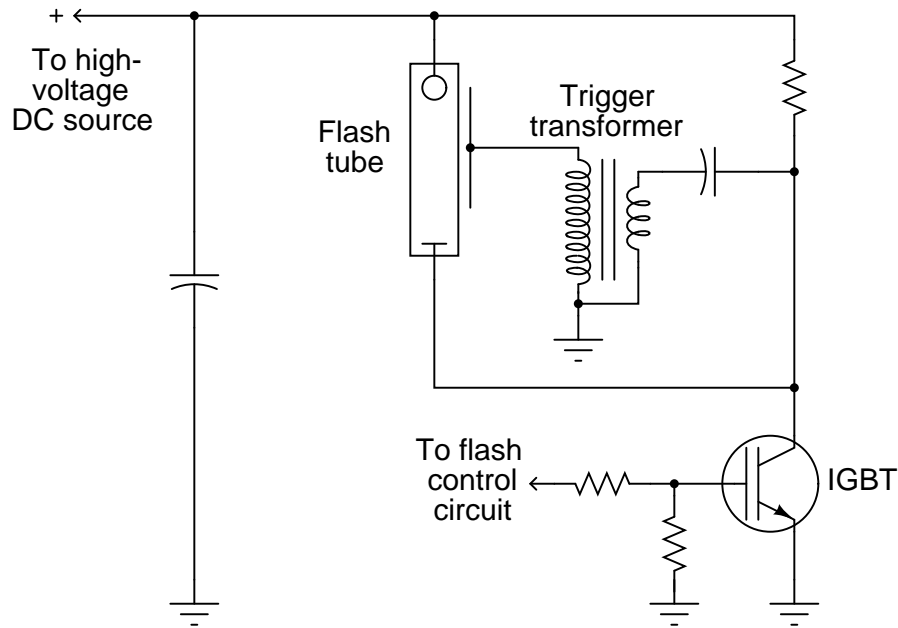 +
To high-
voltage
DC source
Flash
tube
Trigger
transformer
To flash
control
circuit
IGBT